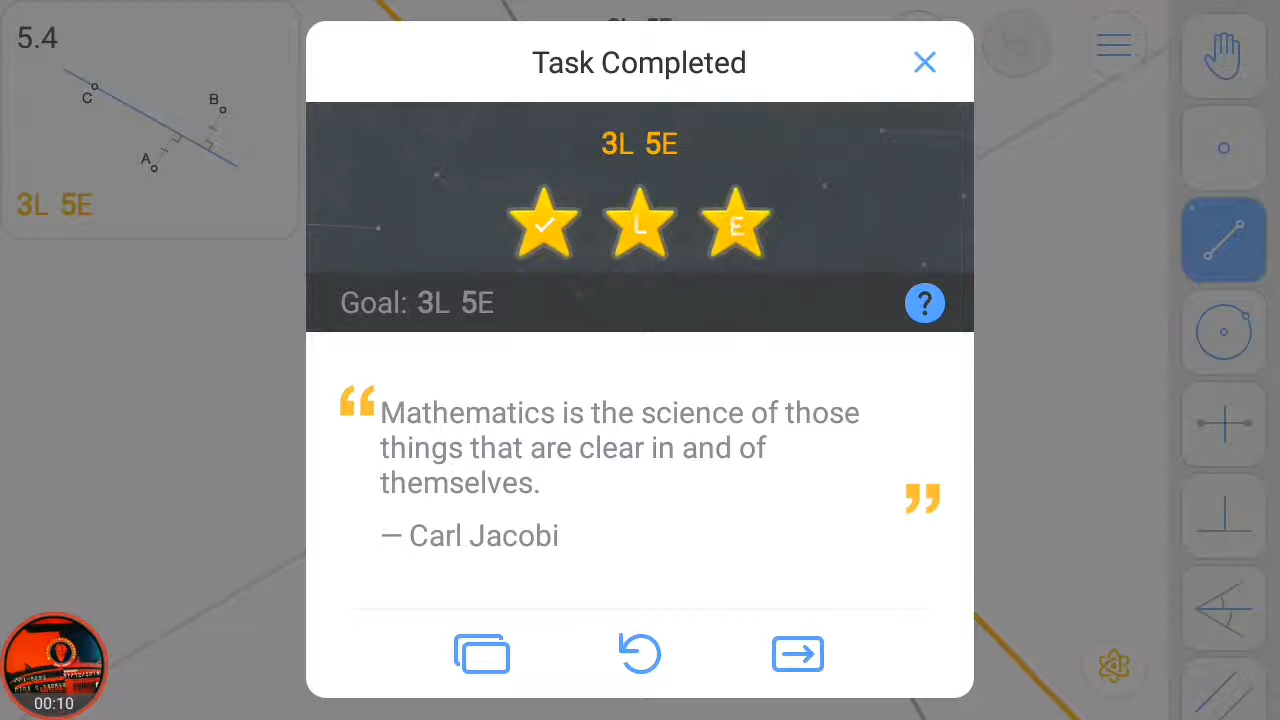 5.4
C
B
A
3L 5E
Task Completed
3L 5E
L
E
Goal: 3L 5E
?
“Mathematics is the science of those
things that are clear in and of
themselves.”
— Carl Jacobi
00:10